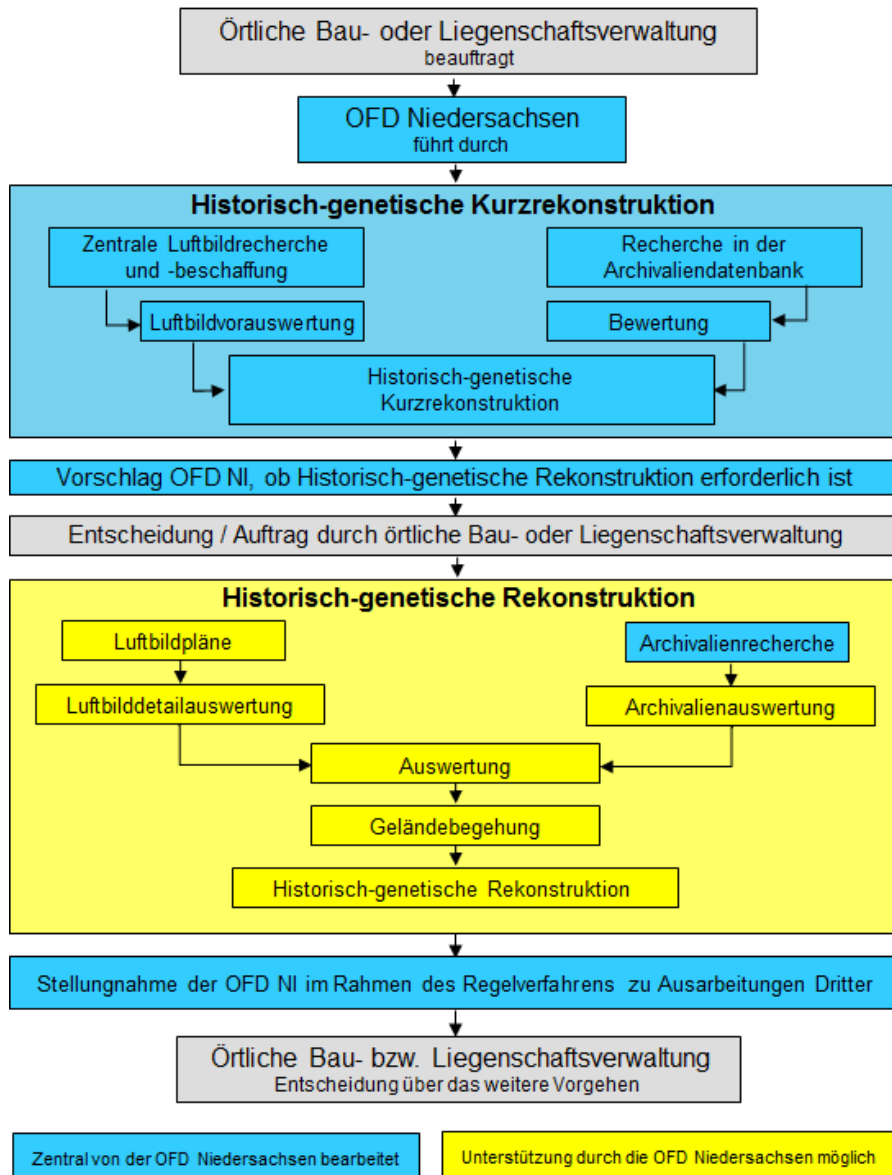 Örtliche Bau- oder Liegenschaftsverwaltung
beauftragt
OFD Niedersachsen
führt durch
Historisch-genetische Kurzrekonstruktion
Zentrale Luftbildrecherche
und -beschaffung
Recherche in der
Archivaliendatenbank
Luftbildvorauswertung
Bewertung
Historisch-genetische
Kurzrekonstruktion
Vorschlag OFD NI, ob Historisch-genetische Rekonstruktion erforderlich ist
Entscheidung / Auftrag durch örtliche Bau- oder Liegenschaftsverwaltung
Historisch-genetische Rekonstruktion
Luftbildpläne
Archivalienrecherche
Luftbilddetailauswertung
Archivalienauswertung
Auswertung
Geländebegehung
Historisch-genetische Rekonstruktion
Stellungnahme der OFD NI im Rahmen des Regelverfahrens zu Ausarbeitungen Dritter
Örtliche Bau- bzw. Liegenschaftsverwaltung
Entscheidung über das weitere Vorgehen
Zentral von der OFD Niedersachsen bearbeitet
Unterstützung durch die OFD Niedersachsen möglich